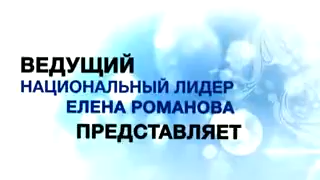 ВЕДУЩИЙ
НАЦИОНАЛЬНЫЙ ЛИДЕР
ЕЛЕНА РОМАНОВА
ПРЕДСТАВЛЯЕТ